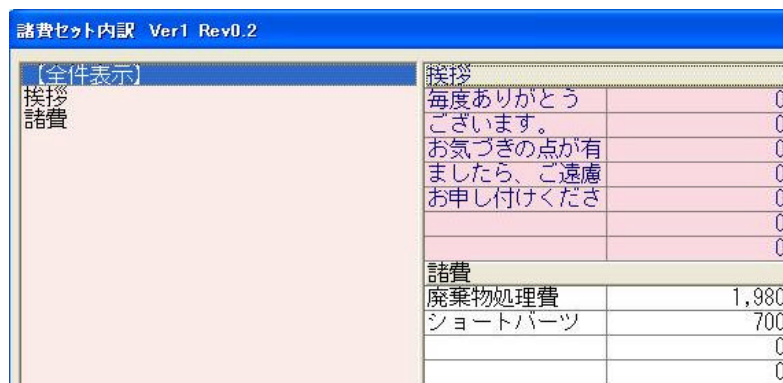 諸費セット内訳 Ver1 Rev0.2
【全件表示】
挨拶
諸費
挨拶
毎度ありがとう 0
ございます。 0
お気づきの点が有 0
ましたら、ご遠慮 0
お申し付けくださ 0
0
0
諸費
廃棄物処理費 1,980
ショートパーツ 700
0
0